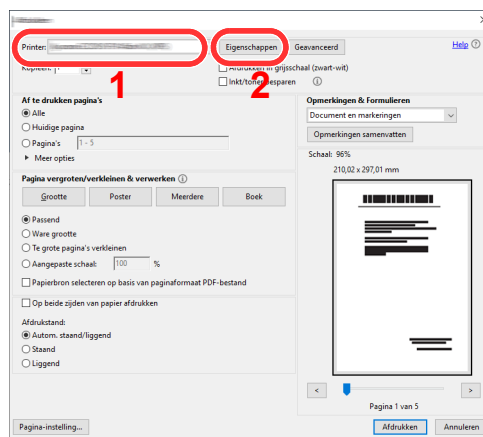 Printer:
Eigenschappen
Geavanceerd
Help
Kopieën:
1
Afdrukken in grijsschaal (zwart-wit)
2
Inkt/toner besparen
Af te drukken pagina's
Alle
Huidige pagina
Pagina's 1 - 5
Meer opties
Opmerkingen & Formulieren
Document en markeringen
Opmerkingen samenvatten
Pagina vergroten/verkleinen & verwerken
Grootte Poster Meerdere Boek
Passend
Ware grootte
Te grote pagina's verkleinen
Aangepaste schaal: 100 %
Papierbron selecteren op basis van paginaformaat PDF-bestand
Op beide zijden van papier afdrukken
Afdrukstand:
Autom. staand/liggend
Staand
Liggend
Schaal: 96%
210,02 x 297,01 mm
< >
Pagina 1 van 5
Pagina-instelling...
Afdrukken
Annuleren